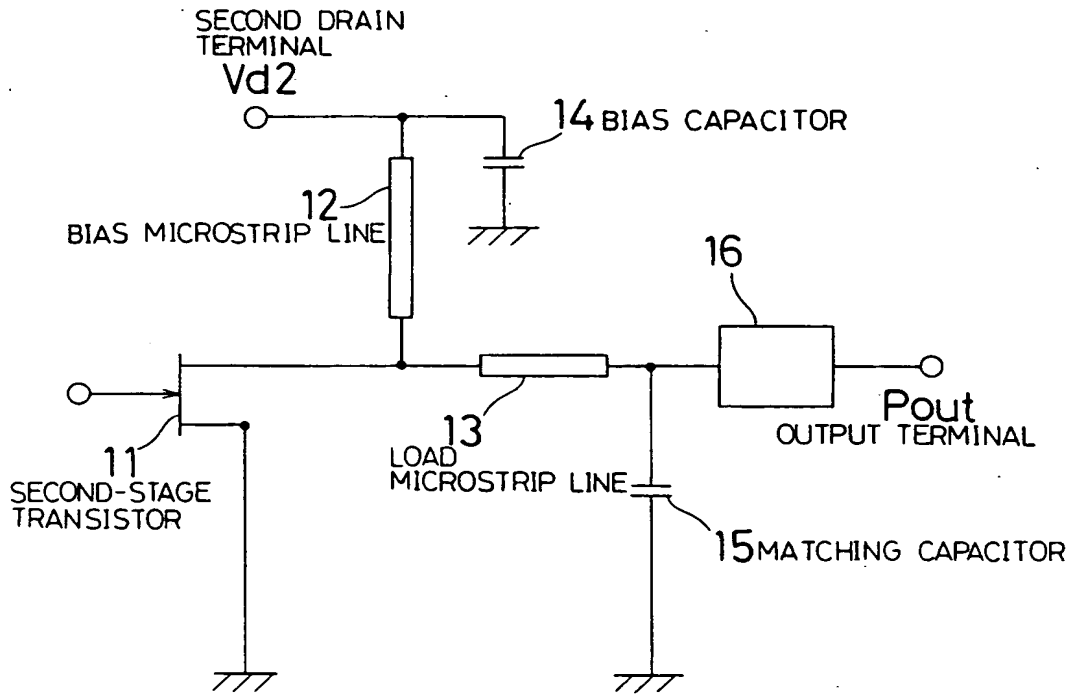 SECOND DRAIN
TERMINAL
Vd2
14 BIAS CAPACITOR
12
BIAS MICROSTRIP LINE
16
Pout
OUTPUT TERMINAL
11
SECOND-STAGE
TRANSISTOR
13
LOAD
MICROSTRIP LINE
15 MATCHING CAPACITOR